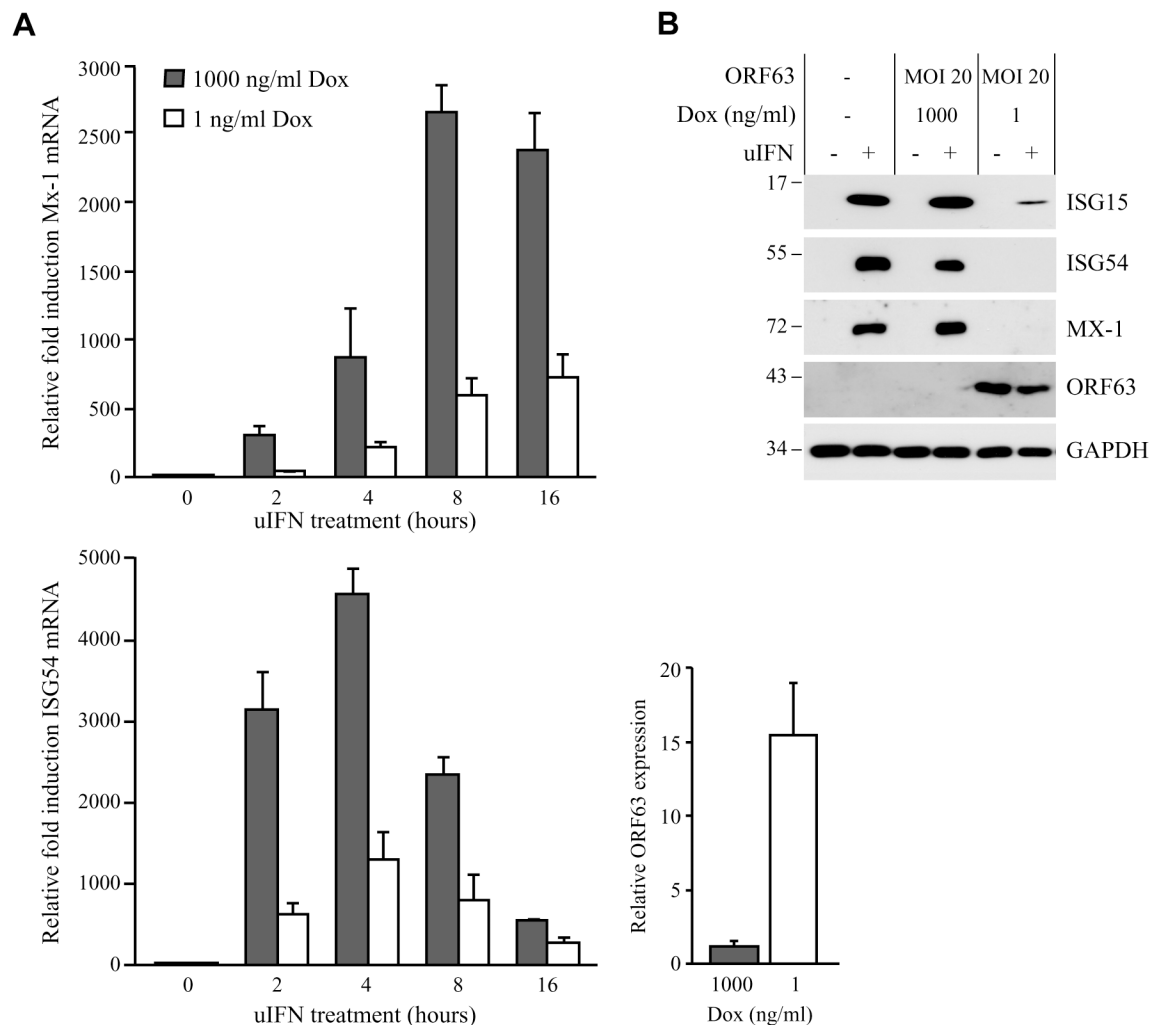 A
Relative fold induction Mx-1 mRNA
3000
2500
2000
1500
1000
500
0
1000 ng/ml Dox
1 ng/ml Dox
0 2 4 8 16
uIFN treatment (hours)
Relative fold induction ISG54 mRNA
5000
4000
3000
2000
1000
0
0 2 4 8 16
uIFN treatment (hours)
B
ORF63 - MOI 20 MOI 20
Dox (ng/ml) - 1000 1
uIFN - + - + - +
17 ISG15
55 ISG54
72 MX-1
43 ORF63
34 GAPDH
Relative ORF63 expression
20
15
10
5
0
1000 1
Dox (ng/ml)